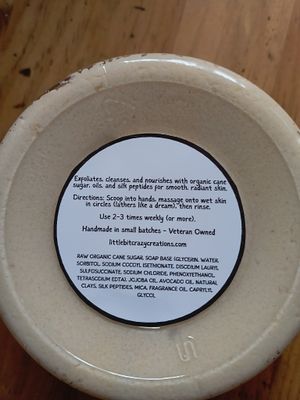 Exfoliates, cleanses, and nourishes with organic cane
sugar, oils, and silk peptides for smooth, radiant skin.
Directions: Scoop into hands, massage onto wet skin
in circles (lathers like a dream), then rinse.
Use 2-3 times weekly (or more).
Handmade in small batches - Veteran Owned
littlebitcrazycreations.com
RAW ORGANIC CANE SUGAR, SOAP BASE (GLYCERIN, WATER,
SORBITOL, SODIUM COCOYL ISETHIONATE, DISODIUM LAURYL
SULFOSUCCINATE, SODIUM CHLORIDE, PHENOXYETHANOL,
TETRASODIUM EDTA), JOJOBA OIL, AVOCADO OIL, NATURAL
CLAYS, SILK PEPTIDES, MICA, FRAGRANCE OIL, CAPRYLYL
GLYCOL